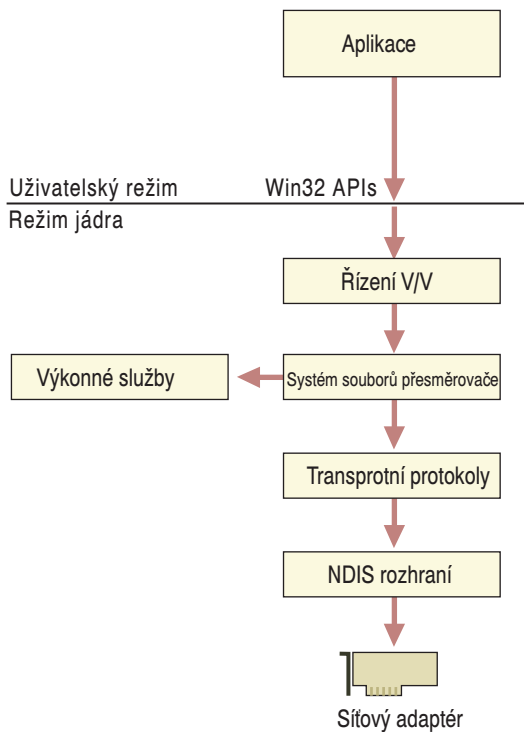 Aplikace
Uživatelský režim
Win32 APIs
Režim jádra
Řízení V/V
Výkonné služby
Systém souborů přesměrovače
Transprotní protokoly
NDIS rozhraní
Síťový adaptér